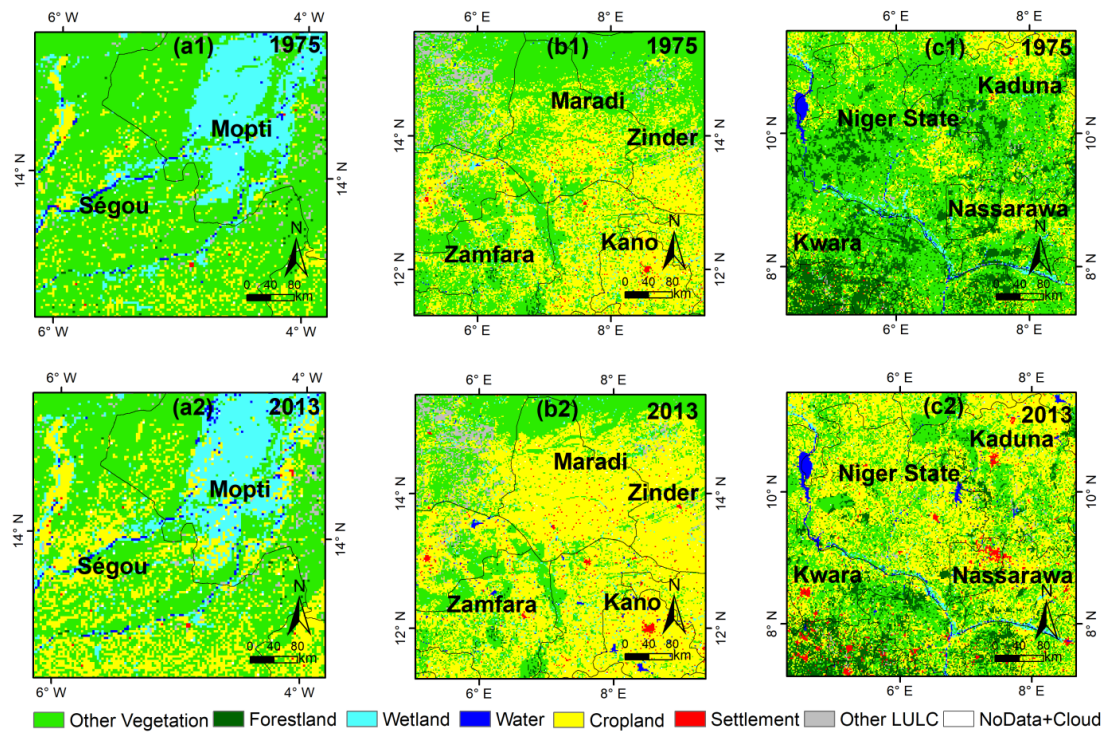 6° W
4° W
(a1)
1975
Mopti
Ségou
14° N
14° N
N
0 40 80
km
6° W
4° W
6° E
8° E
(b1)
1975
Maradi
Zinder
14° N
14° N
Zamfara
Kano
N
12° N
12° N
0 40 80
km
6° E
8° E
6° E
8° E
(c1)
1975
Kaduna
Niger State
10° N
10° N
Nassarawa
Kwara
N
8° N
8° N
0 40 80
km
6° E
8° E
6° W
4° W
(a2)
2013
Mopti
Ségou
14° N
14° N
N
0 40 80
km
6° W
4° W
6° E
8° E
(b2)
2013
Maradi
Zinder
14° N
14° N
Zamfara
Kano
N
12° N
12° N
0 40 80
km
6° E
8° E
6° E
8° E
(c2)
2013
Kaduna
Niger State
10° N
10° N
Nassarawa
Kwara
N
8° N
8° N
0 40 80
km
6° E
8° E
Other Vegetation Forestland Wetland Water Cropland Settlement Other LULC NoData+Cloud